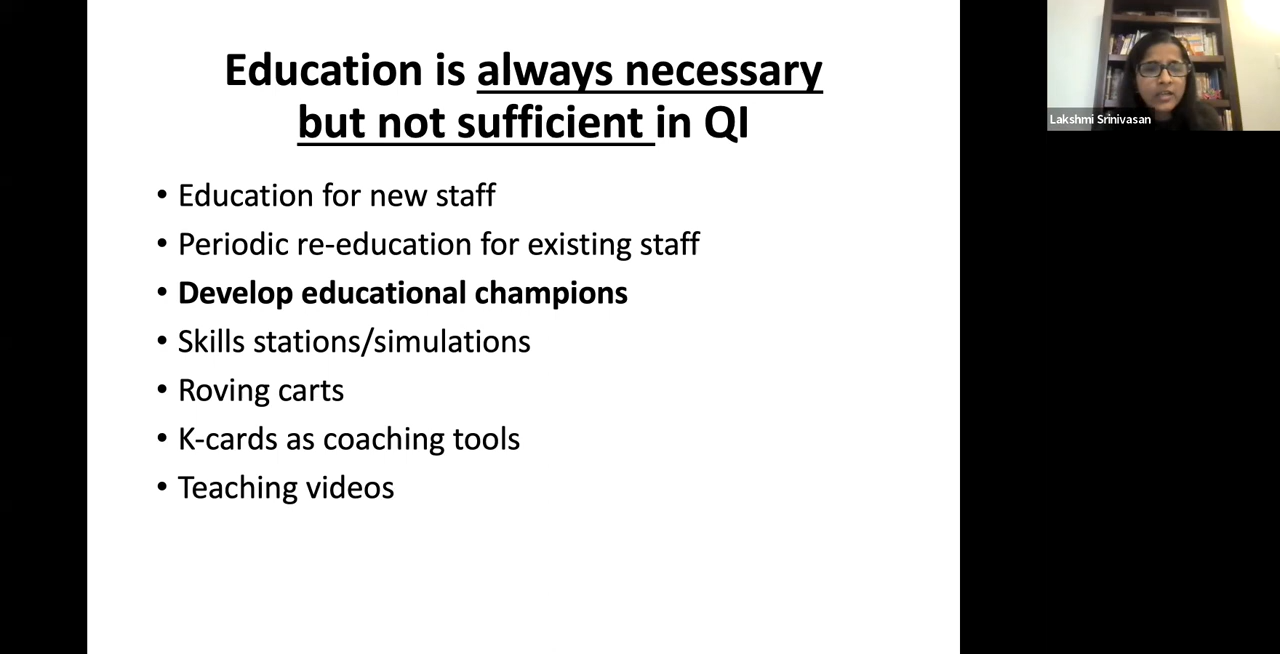 Education is always necessary
but not sufficient in QI
• Education for new staff
• Periodic re-education for existing staff
• Develop educational champions
• Skills stations/simulations
• Roving carts
• K-cards as coaching tools
• Teaching videos
Lakshmi Srinivasan